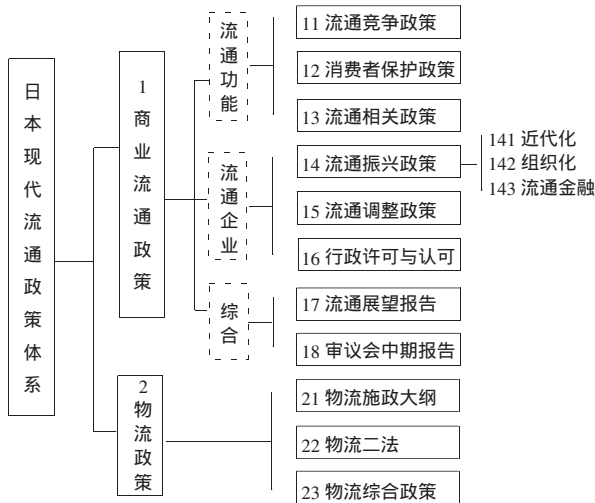 日本现代流通政策体系
1商业流通政策
流通功能
11 流通竞争政策
12 消费者保护政策
13 流通相关政策
流通企业
14 流通振兴政策
141 近代化
142 组织化
143 流通金融
15 流通调整政策
16 行政许可与认可
综合
17 流通展望报告
18 审议会中期报告
2物流政策
21 物流施政大纲
22 物流二法
23 物流综合政策